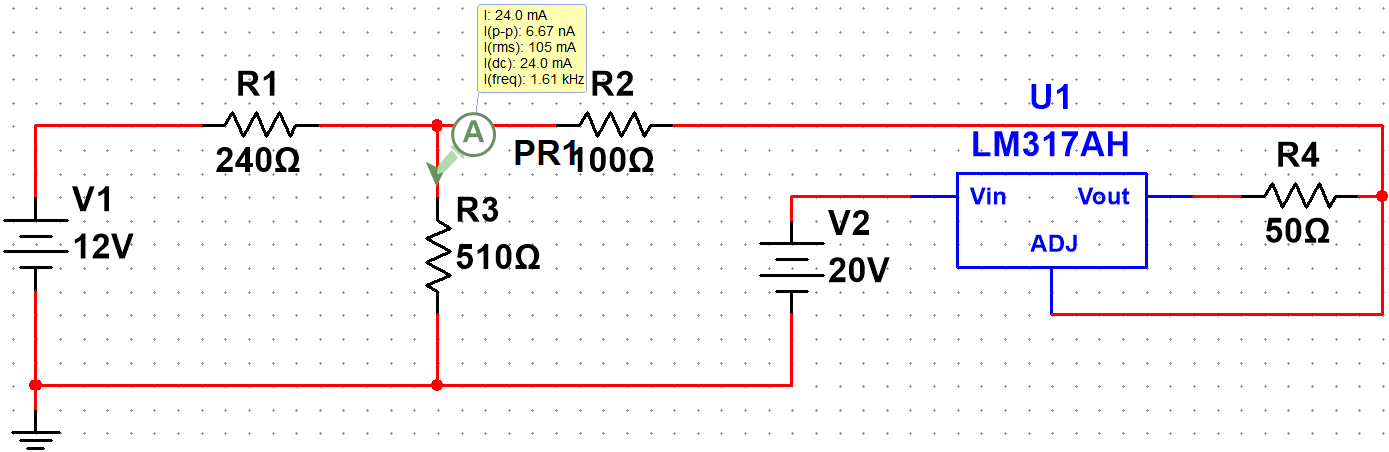 I: 24.0 mA
I(p-p): 6.67 nA
I(rms): 105 mA
I(dc): 24.0 mA
I(freq): 1.61 kHz
R1
240Ω
A
PR1
R2
100Ω
U1
LM317AH
Vin
Vout
ADJ
R4
50Ω
V1
12V
R3
510Ω
V2
20V